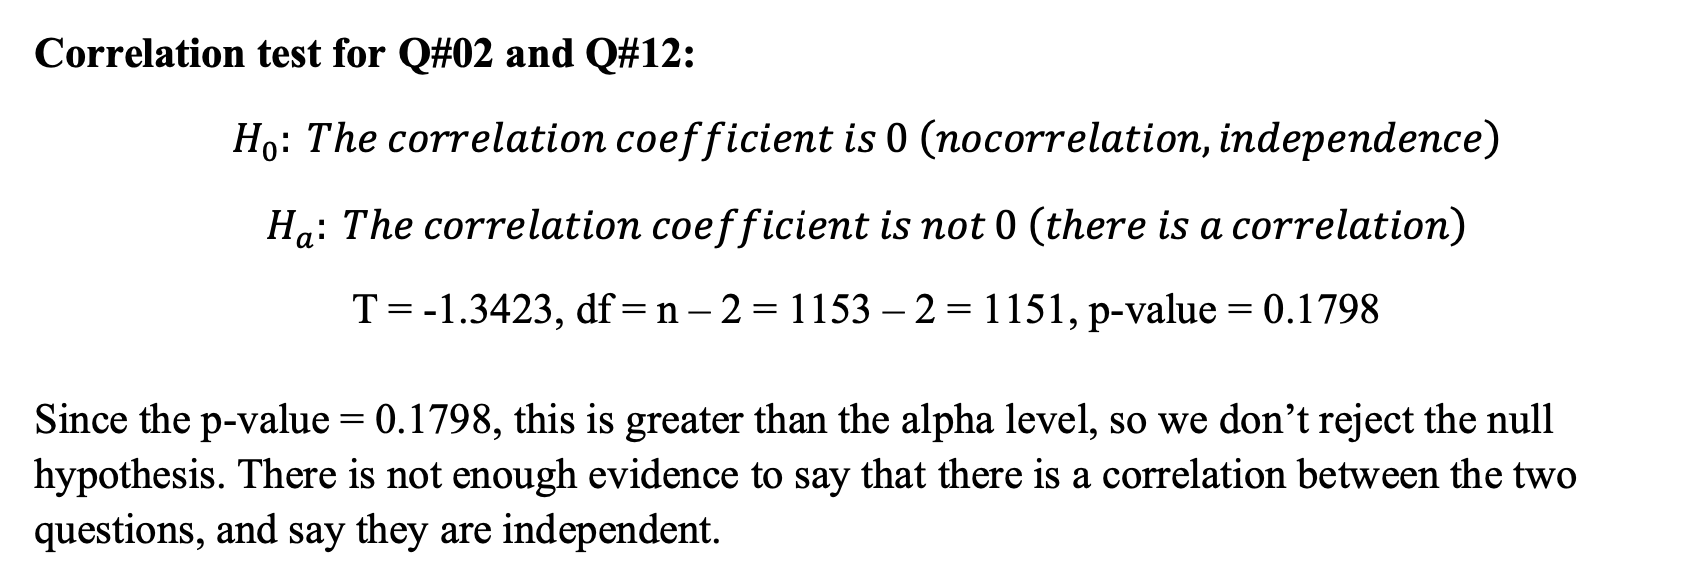 Correlation test for Q#02 and Q#12:
H₀: The correlation coefficient is 0 (nocorrelation, independence)
Hₐ: The correlation coefficient is not 0 (there is a correlation)
T = -1.3423, df = n – 2 = 1153 – 2 = 1151, p-value = 0.1798
Since the p-value = 0.1798, this is greater than the alpha level, so we don’t reject the null
hypothesis. There is not enough evidence to say that there is a correlation between the two
questions, and say they are independent.